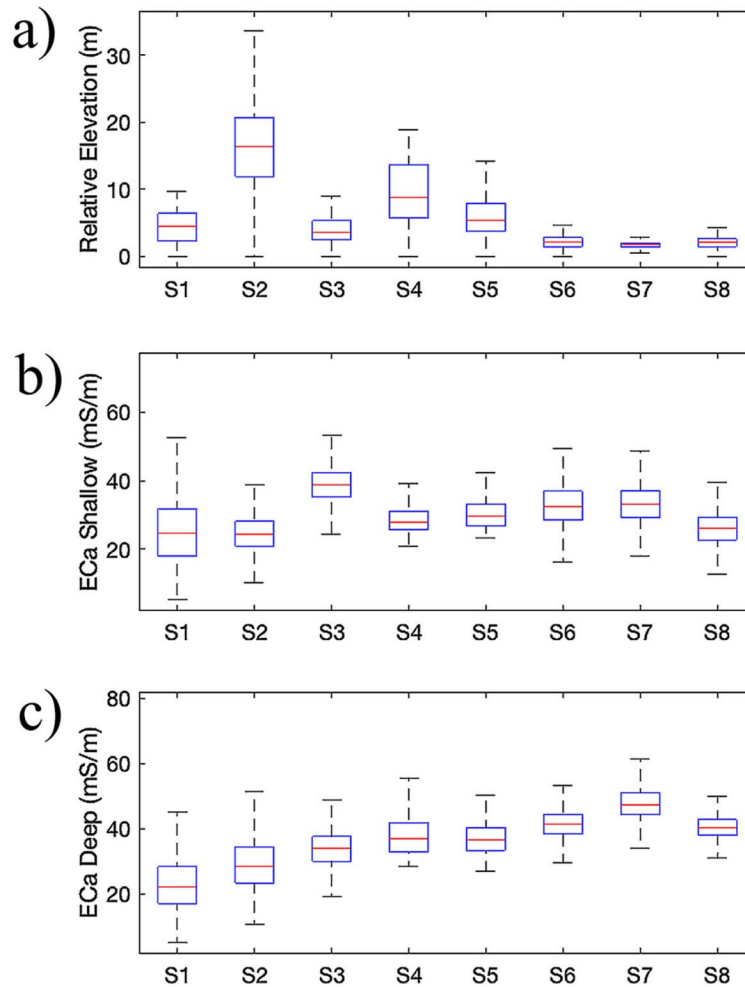 a)
Relative Elevation (m)
30
20
10
0
S1 S2 S3 S4 S5 S6 S7 S8
b)
ECa Shallow (mS/m)
60
40
20
S1 S2 S3 S4 S5 S6 S7 S8
c)
ECa Deep (mS/m)
80
60
40
20
S1 S2 S3 S4 S5 S6 S7 S8